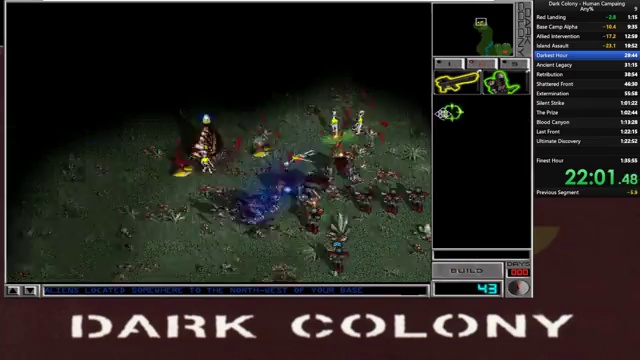 Dark Colony - Human Campaing
Any% 9
Red Landing -2.8 1:15
Base Camp Alpha -10.4 9:35
Allied Intervention -17.2 12:59
Island Assault -23.1 19:52
Darkest Hour 29:44
Ancient Legacy 31:15
Retribution 38:54
Shattered Front 46:30
Extermination 55:58
Silent Strike 1:01:22
The Prize 1:02:44
Blood Canyon 1:13:28
Last Front 1:22:15
Ultimate Discovery 1:22:52
Finest Hour 1:35:55
22:01.48
Previous Segment -5.9
DARK COLONY
BUILD
DAYS
000
43
ALIENS LOCATED SOMEWHERE TO THE NORTH-WEST OF YOUR BASE
DARK COLONY